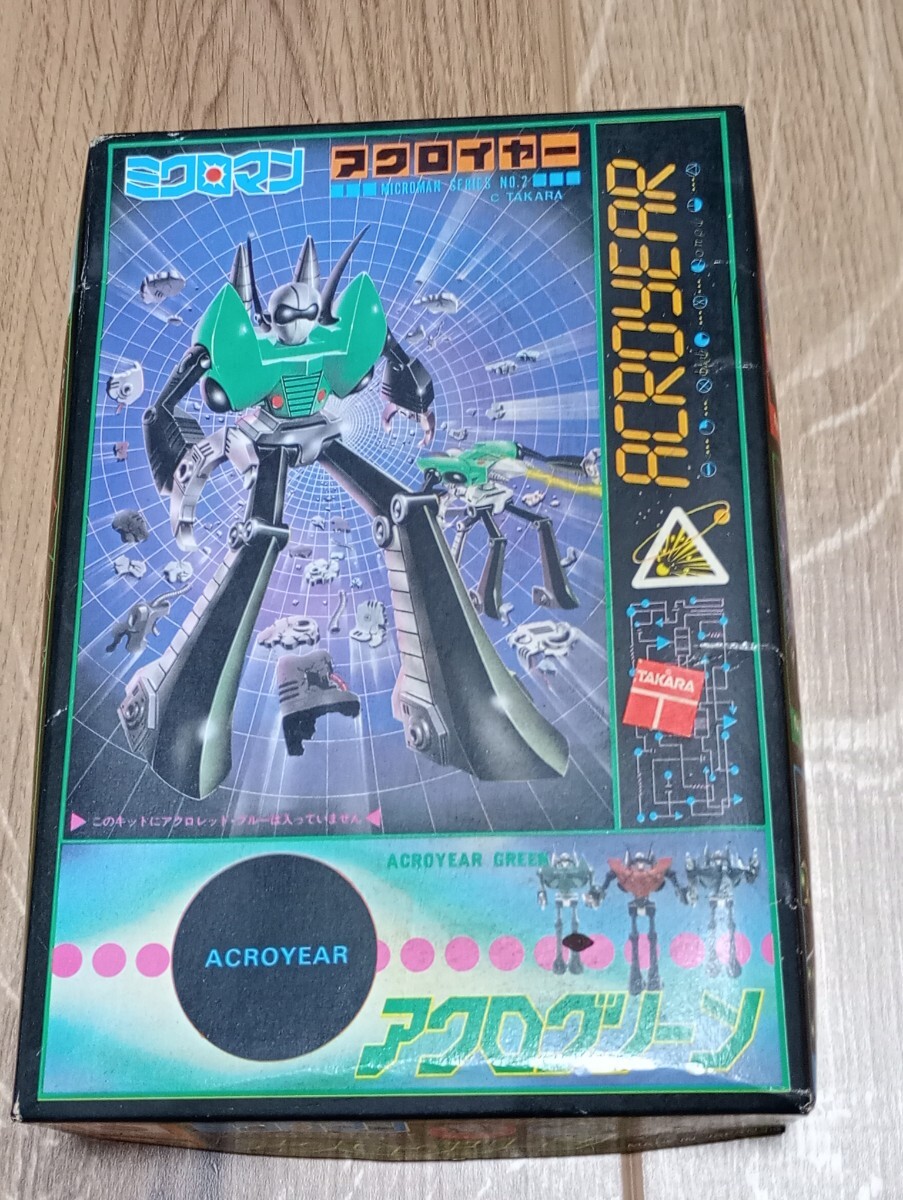 ミクロマン
アクロイヤー
MICROMAN SERIES NO.2
© TAKARA
ACROYEAR
TAKARA
T
このキットにアクロレッド・ブルーは入っていません
ACROYEAR GREEN
ACROYEAR
アクログリーン